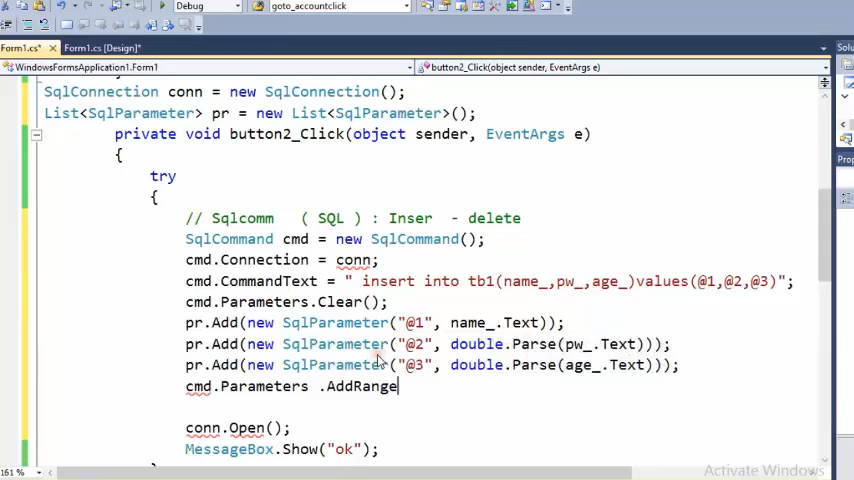 Debug
goto_accountclick
Form1.cs*
Form1.cs [Design]*
Solu
WindowsFormsApplication1.Form1
button2_Click(object sender, EventArgs e)
SqlConnection conn = new SqlConnection();
List<SqlParameter> pr = new List<SqlParameter>();
private void button2_Click(object sender, EventArgs e)
{
try
{
// Sqlcomm   ( SQL ) : Inser  - delete
SqlCommand cmd = new SqlCommand();
cmd.Connection = conn;
cmd.CommandText = " insert into tb1(name_,pw_,age_)values(@1,@2,@3)";
cmd.Parameters.Clear();
pr.Add(new SqlParameter("@1", name_.Text));
pr.Add(new SqlParameter("@2", double.Parse(pw_.Text)));
pr.Add(new SqlParameter("@3", double.Parse(age_.Text)));
cmd.Parameters .AddRange
conn.Open();
MessageBox.Show("ok");
Prop
161 %
Activate Windows